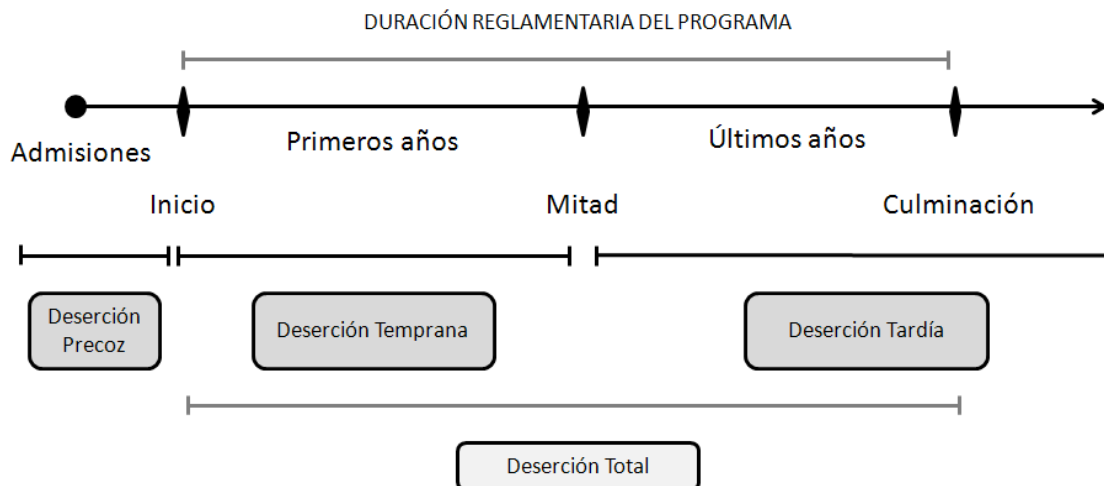 DURACIÓN REGLAMENTARIA DEL PROGRAMA
Admisiones
Primeros años
Últimos años
Inicio
Mitad
Culminación
Deserción
Precoz
Deserción Temprana
Deserción Tardía
Deserción Total